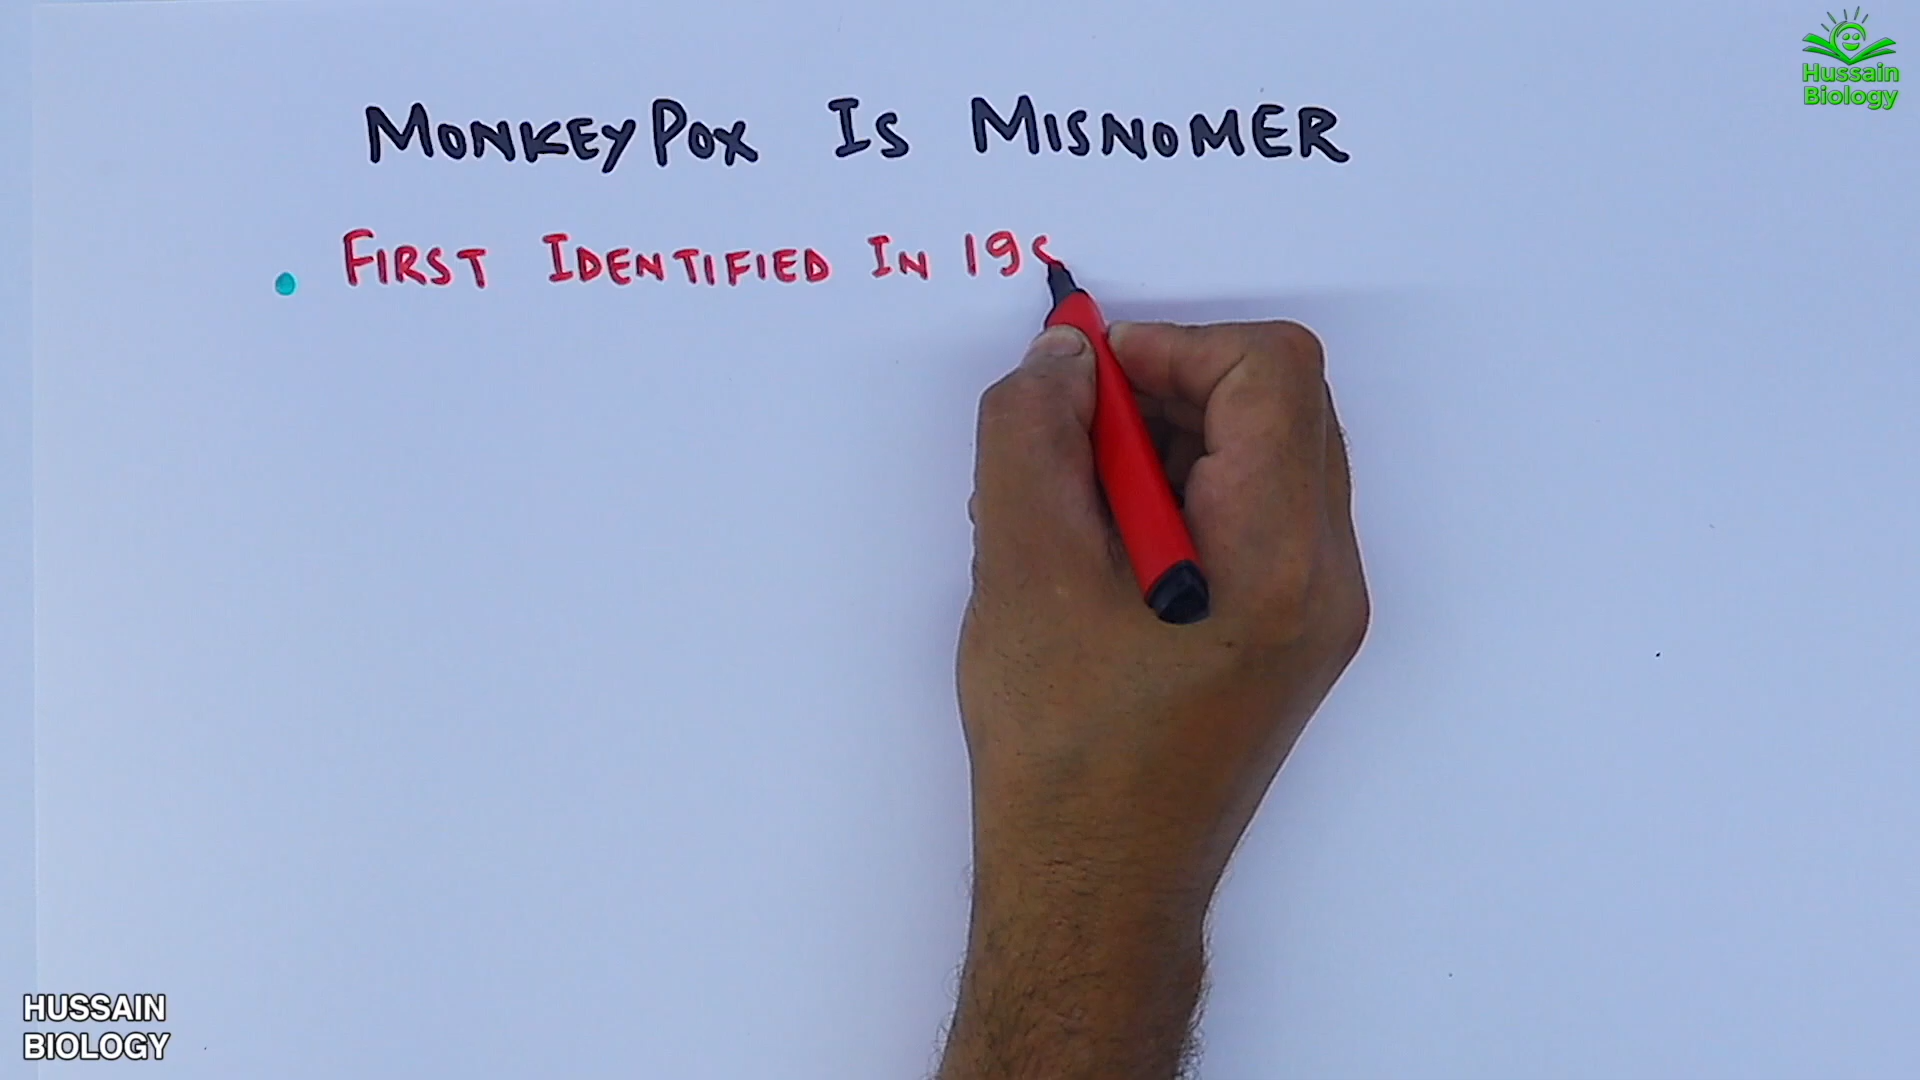 Hussain
Biology
MONKEYPOX IS MISNOMER
FIRST IDENTIFIED IN 19
HUSSAIN
BIOLOGY